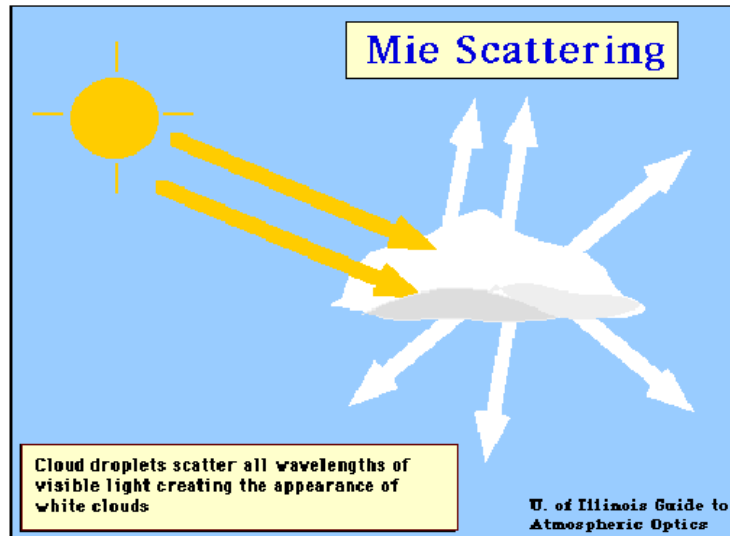 Mie Scattering
Cloud droplets scatter all wavelengths of
visible light creating the appearance of
white clouds
U. of Illinois Guide to
Atmospheric Optics